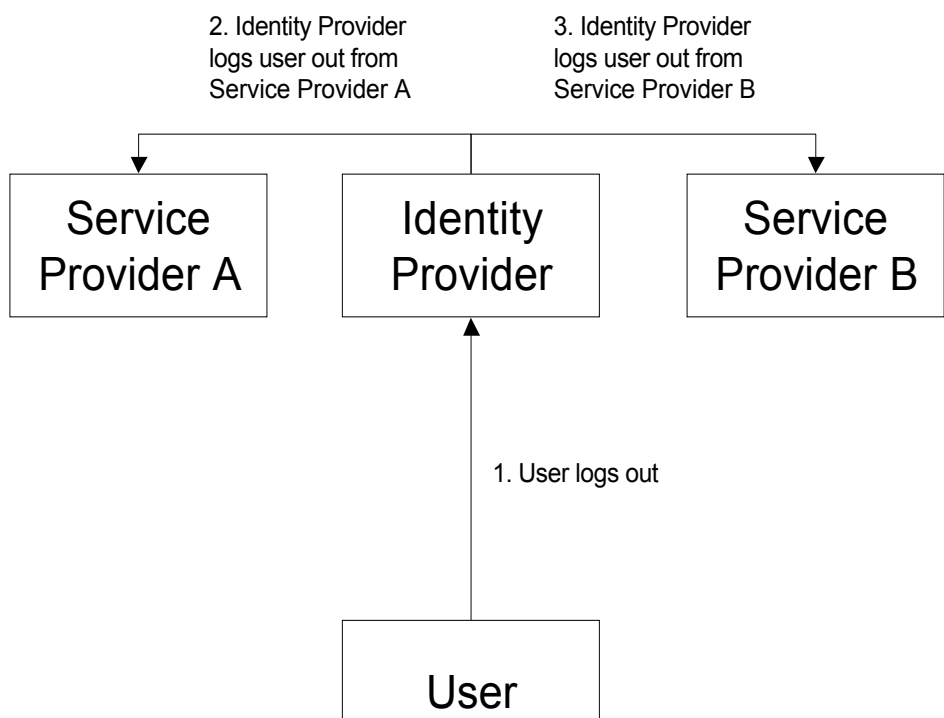 2. Identity Provider
logs user out from
Service Provider A
3. Identity Provider
logs user out from
Service Provider B
Service
Provider A
Identity
Provider
Service
Provider B
1. User logs out
User